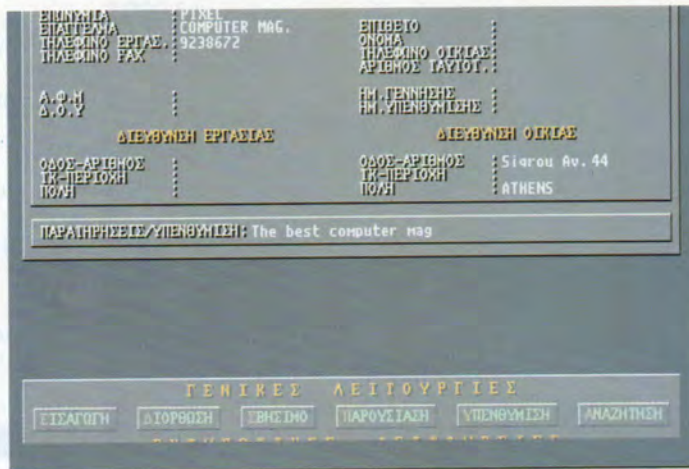 ΕΠΩΝΥΜΙΑ : PIXEL
ΕΠΑΓΓΕΛΜΑ : COMPUTER MAG. ΕΠΙΘΕΤΟ :
ΤΗΛΕΦΩΝΟ ΕΡΓΑΣ. : 9238672 ΟΝΟΜΑ :
ΤΗΛΕΦΩΝΟ FAX : ΤΗΛΕΦΩΝΟ ΟΙΚΙΑΣ :
ΑΡΙΘΜΟΣ ΤΑΥΤΟΤ. :
Α.Φ.Μ : ΗΜ.ΓΕΝΝΗΣΗΣ :
Δ.Ο.Υ : ΗΜ.ΥΠΕΝΘΥΜΙΣΗΣ :
ΔΙΕΥΘΥΝΣΗ ΕΡΓΑΣΙΑΣ ΔΙΕΥΘΥΝΣΗ ΟΙΚΙΑΣ
ΟΔΟΣ-ΑΡΙΘΜΟΣ : ΟΔΟΣ-ΑΡΙΘΜΟΣ : Sigrou Av. 44
ΤΚ-ΠΕΡΙΟΧΗ : ΤΚ-ΠΕΡΙΟΧΗ :
ΠΟΛΗ : ΠΟΛΗ : ATHENS
ΠΑΡΑΤΗΡΗΣΕΙΣ/ΥΠΕΝΘΥΜΙΣΗ: The best computer mag
ΓΕΝΙΚΕΣ ΛΕΙΤΟΥΡΓΙΕΣ
ΕΙΣΑΓΩΓΗ ΔΙΟΡΘΩΣΗ ΣΒΗΣΙΜΟ ΠΑΡΟΥΣΙΑΣΗ ΥΠΕΝΘΥΜΙΣΗ ΑΝΑΖΗΤΗΣΗ